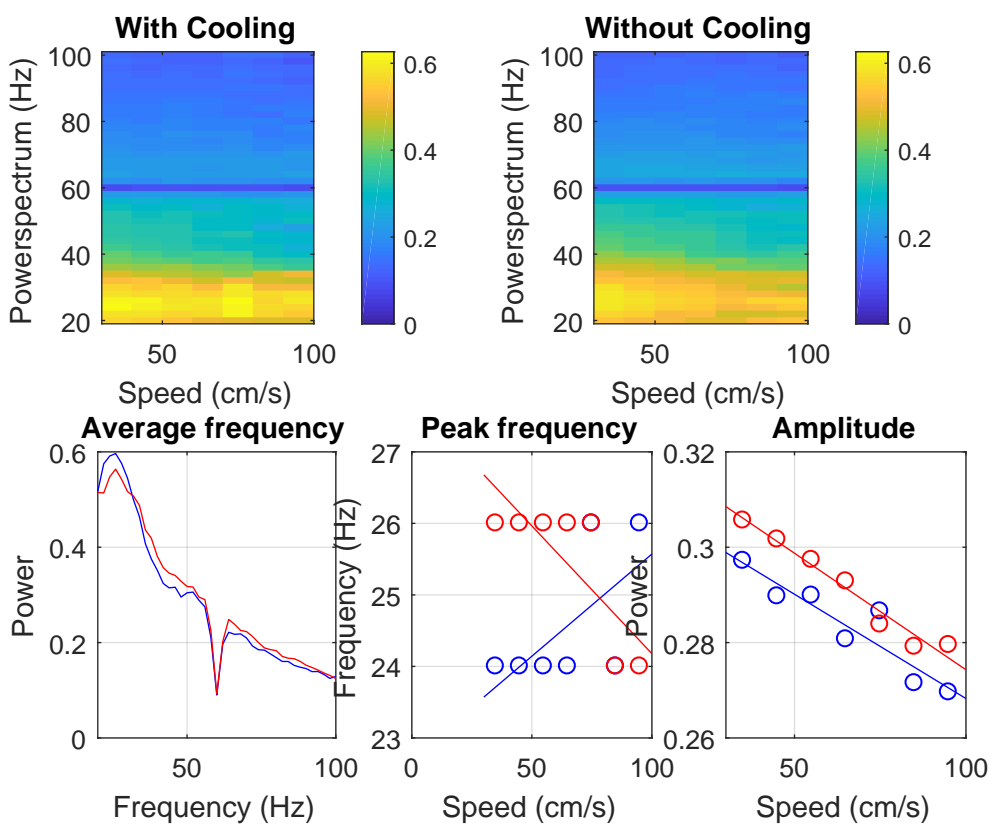 With Cooling
Powerspectrum (Hz)
100
80
60
40
20
50
100
Speed (cm/s)
0.6
0.4
0.2
0
Without Cooling
Powerspectrum (Hz)
100
80
60
40
20
50
100
Speed (cm/s)
0.6
0.4
0.2
0
Average frequency
Power
0.6
0.4
0.2
0
50
100
Frequency (Hz)
Peak frequency
Frequency (Hz)
27
26
25
24
23
0
50
100
Speed (cm/s)
Amplitude
Power
0.32
0.3
0.28
0.26
50
100
Speed (cm/s)